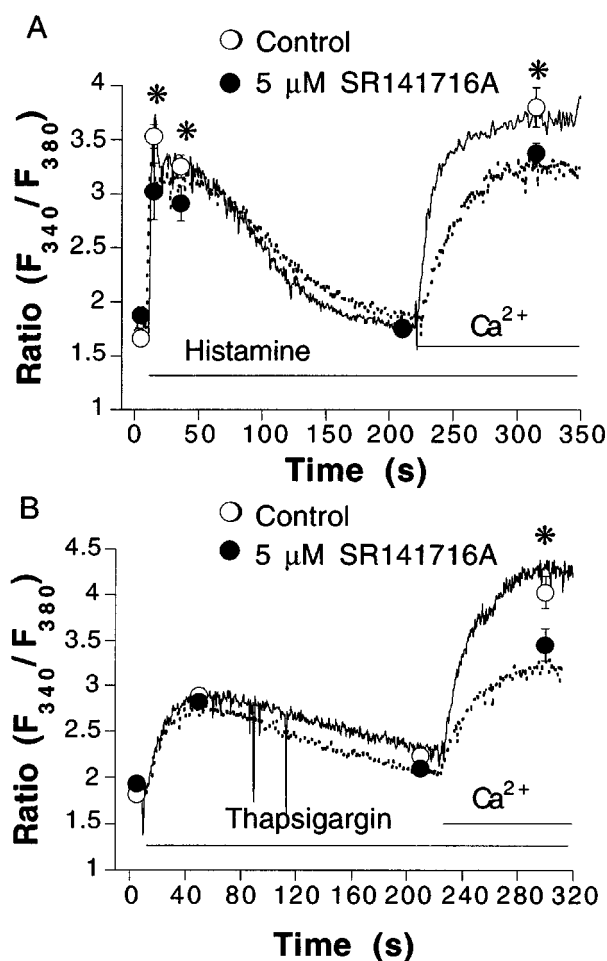 A
Control
5 μM SR141716A
4
3.5
3
2.5
2
1.5
1
Ratio (F340/F380)
* * *
Histamine
Ca2+
0 50 100 150 200 250 300 350
Time (s)
B
Control
5 μM SR141716A
4.5
4
3.5
3
2.5
2
1.5
1
Ratio (F340/F380)
*
Thapsigargin
Ca2+
0 40 80 120 160 200 240 280 320
Time (s)